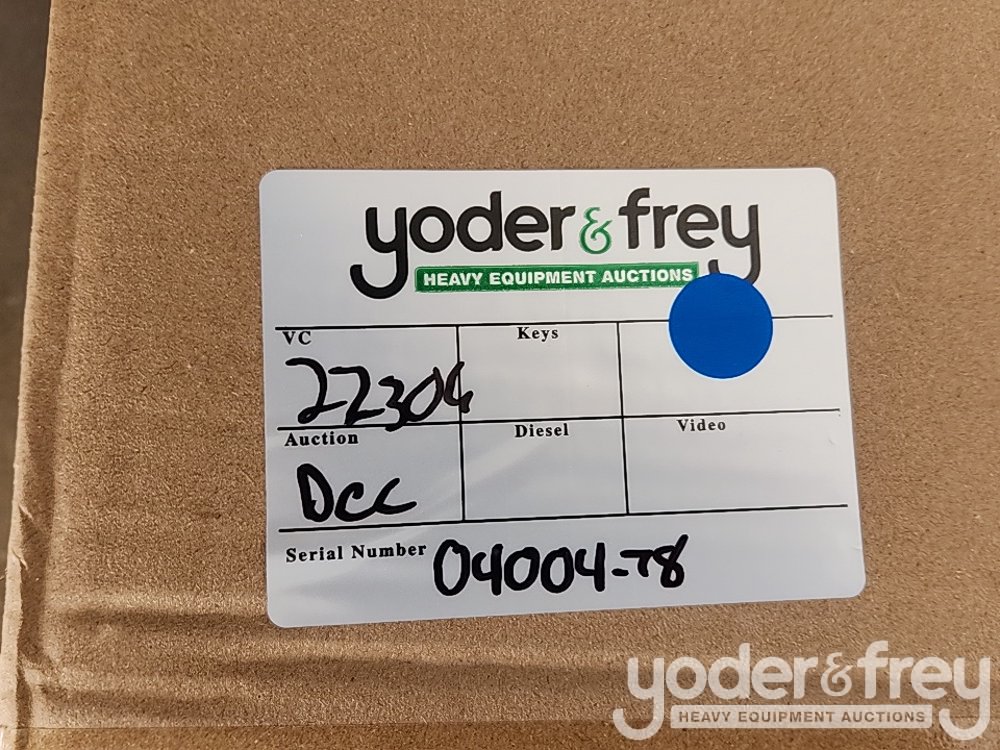 yoder & frey
HEAVY EQUIPMENT AUCTIONS
VC
Keys
22304
Auction
Diesel
Video
DCC
Serial Number 04004-78
yoder & frey
HEAVY EQUIPMENT AUCTIONS